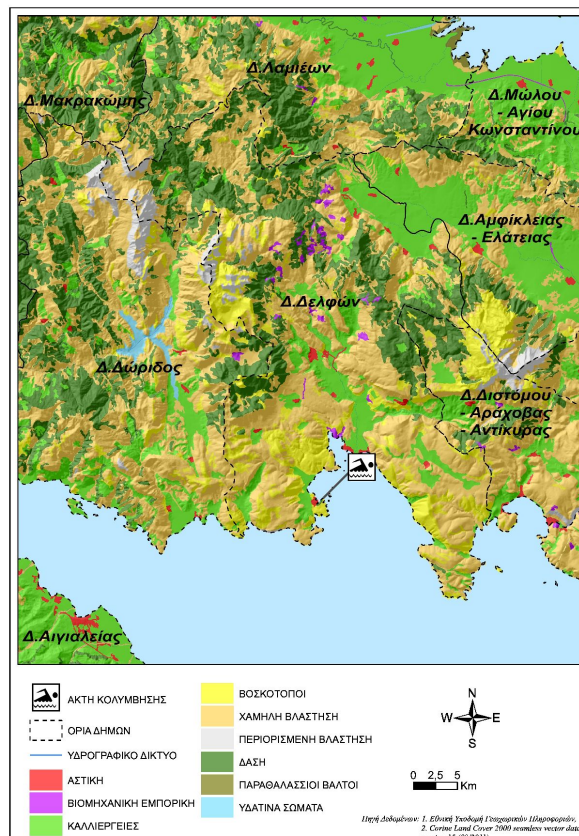 Δ.Λαμιέων
Δ.Μακρακώμης
Δ.Μώλου
- Αγίου
Κωνσταντίνου
Δ.Αμφίκλειας
- Ελάτειας
Δ.Δελφών
Δ.Δωρίδος
Δ.Διστόμου
- Αράχοβας
- Αντίκυρας
Δ.Αιγιαλείας
ΑΚΤΗ ΚΟΛΥΜΒΗΣΗΣ
ΟΡΙΑ ΔΗΜΩΝ
ΥΔΡΟΓΡΑΦΙΚΟ ΔΙΚΤΥΟ
ΑΣΤΙΚΗ
ΒΙΟΜΗΧΑΝΙΚΗ ΕΜΠΟΡΙΚΗ
ΚΑΛΛΙΕΡΓΕΙΕΣ
ΒΟΣΚΟΤΟΠΟΙ
ΧΑΜΗΛΗ ΒΛΑΣΤΗΣΗ
ΠΕΡΙΟΡΙΣΜΕΝΗ ΒΛΑΣΤΗΣΗ
ΔΑΣΗ
ΠΑΡΑΘΑΛΑΣΣΙΟΙ ΒΑΛΤΟΙ
ΥΔΑΤΙΝΑ ΣΩΜΑΤΑ
N
W E
S
0 2,5 5
Km
Πηγή Δεδομένων: 1. Εθνική Υποδομή Γεωχωρικών Πληροφοριών,
2. Corine Land Cover 2000 seamless vector data